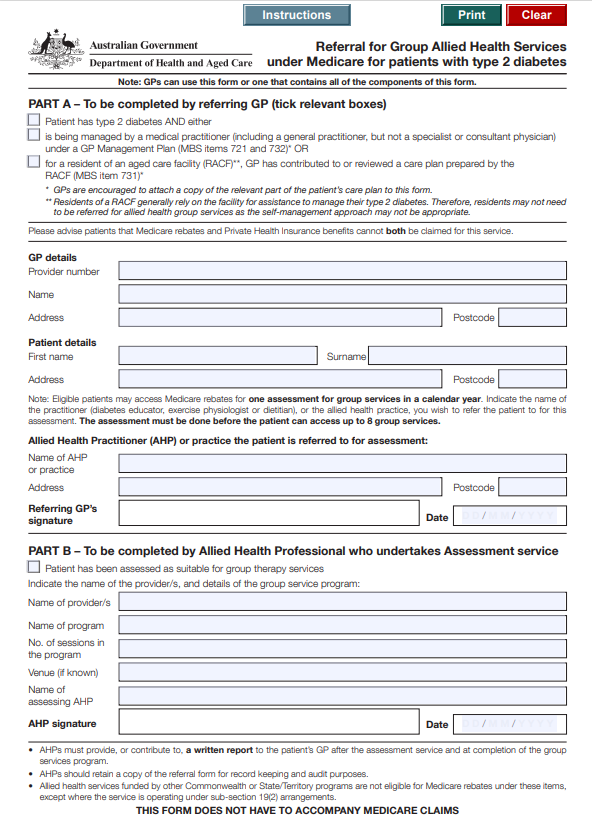 Instructions
Print
Clear
Australian Government
Department of Health and Aged Care
Referral for Group Allied Health Services
under Medicare for patients with type 2 diabetes
Note: GPs can use this form or one that contains all of the components of this form.
PART A – To be completed by referring GP (tick relevant boxes)
Patient has type 2 diabetes AND either
is being managed by a medical practitioner (including a general practitioner, but not a specialist or consultant physician)
under a GP Management Plan (MBS items 721 and 732)* OR
for a resident of an aged care facility (RACF)**, GP has contributed to or reviewed a care plan prepared by the
RACF (MBS item 731)*
* GPs are encouraged to attach a copy of the relevant part of the patient's care plan to this form.
** Residents of a RACF generally rely on the facility for assistance to manage their type 2 diabetes. Therefore, residents may not need
to be referred for allied health group services as the self-management approach may not be appropriate.
Please advise patients that Medicare rebates and Private Health Insurance benefits cannot both be claimed for this service.
GP details
Provider number
Name
Address
Postcode
Patient details
First name
Surname
Address
Postcode
Note: Eligible patients may access Medicare rebates for one assessment for group services in a calendar year. Indicate the name of
the practitioner (diabetes educator, exercise physiologist or dietitian), or the allied health practice, you wish to refer the patient to for this
assessment. The assessment must be done before the patient can access up to 8 group services.
Allied Health Practitioner (AHP) or practice the patient is referred to for assessment:
Name of AHP
or practice
Address
Postcode
Referring GP's
signature
Date
DD/MM/YYYY
PART B – To be completed by Allied Health Professional who undertakes Assessment service
Patient has been assessed as suitable for group therapy services
Indicate the name of the provider/s, and details of the group service program:
Name of provider/s
Name of program
No. of sessions in
the program
Venue (if known)
Name of
assessing AHP
AHP signature
Date
DD/MM/YYYY
• AHPs must provide, or contribute to, a written report to the patient's GP after the assessment service and at completion of the group
services program.
• AHPs should retain a copy of the referral form for record keeping and audit purposes.
• Allied health services funded by other Commonwealth or State/Territory programs are not eligible for Medicare rebates under these items,
except where the service is operating under sub-section 19(2) arrangements.
THIS FORM DOES NOT HAVE TO ACCOMPANY MEDICARE CLAIMS